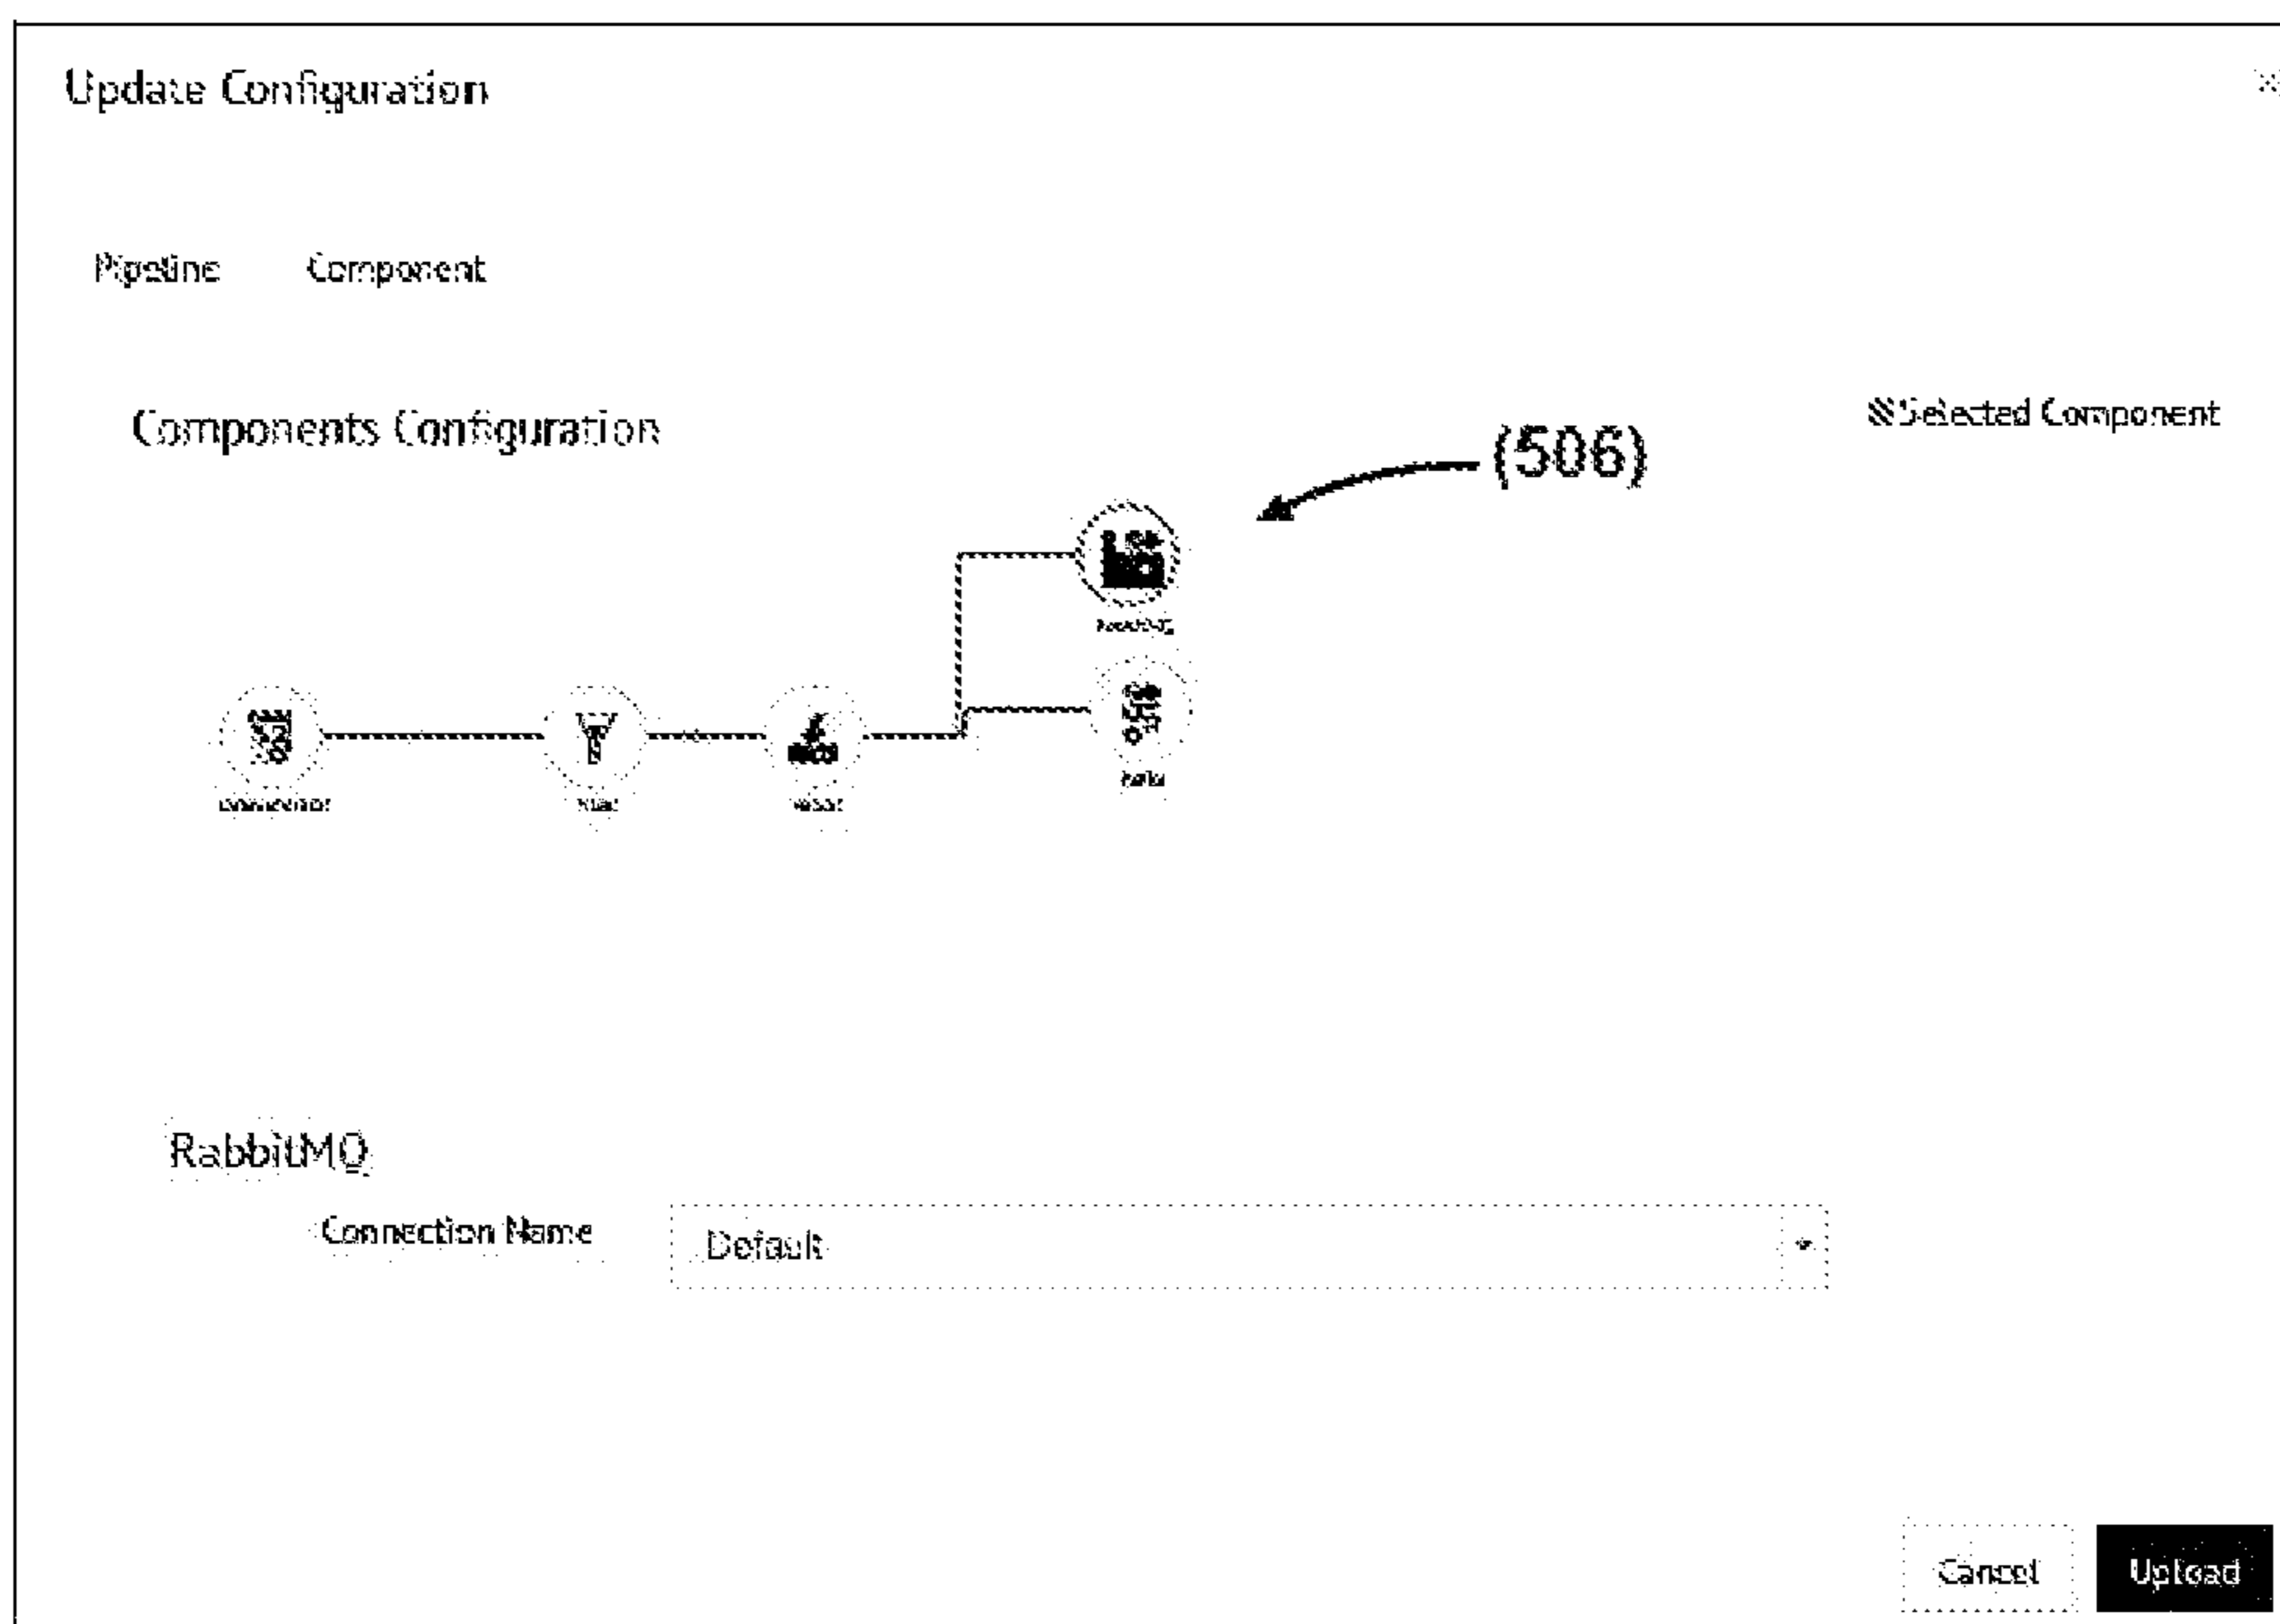 Update Configuration
Pipeline Component
Components Configuration
Selected Component
(506)
RabbitMQ
Connection Name
Default
Cancel Upload